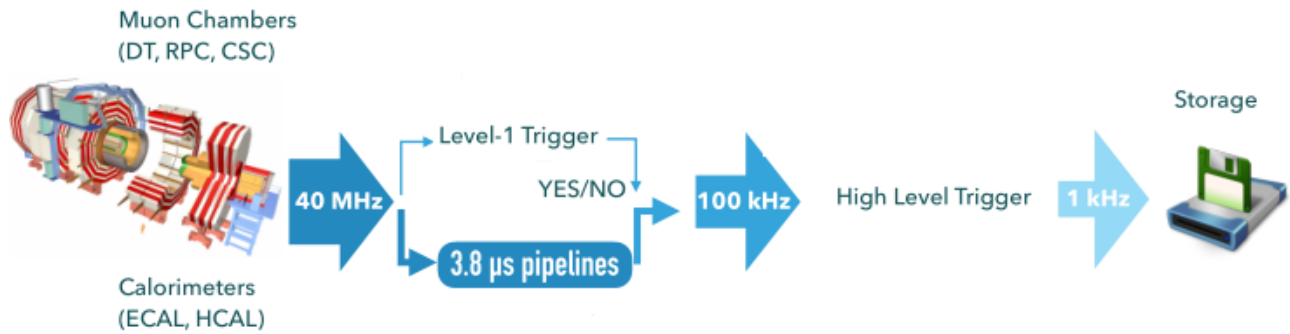 Muon Chambers
(DT, RPC, CSC)
Storage
Level-1 Trigger
YES/NO
40 MHz
100 kHz
High Level Trigger
1 kHz
3.8 µs pipelines
Calorimeters
(ECAL, HCAL)